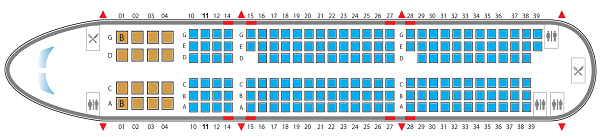 01 02 03 04 10 11 12 14 15 16 17 18 19 20 21 22 23 24 25 26 27 28 29 30 31 32 33 34 35 36 37 38 39
G B G G G
E E E
D D D D
C C C C
B B B
A B A A A
01 02 03 04 10 11 12 14 15 16 17 18 19 20 21 22 23 24 25 26 27 28 29 30 31 32 33 34 35 36 37 38 39